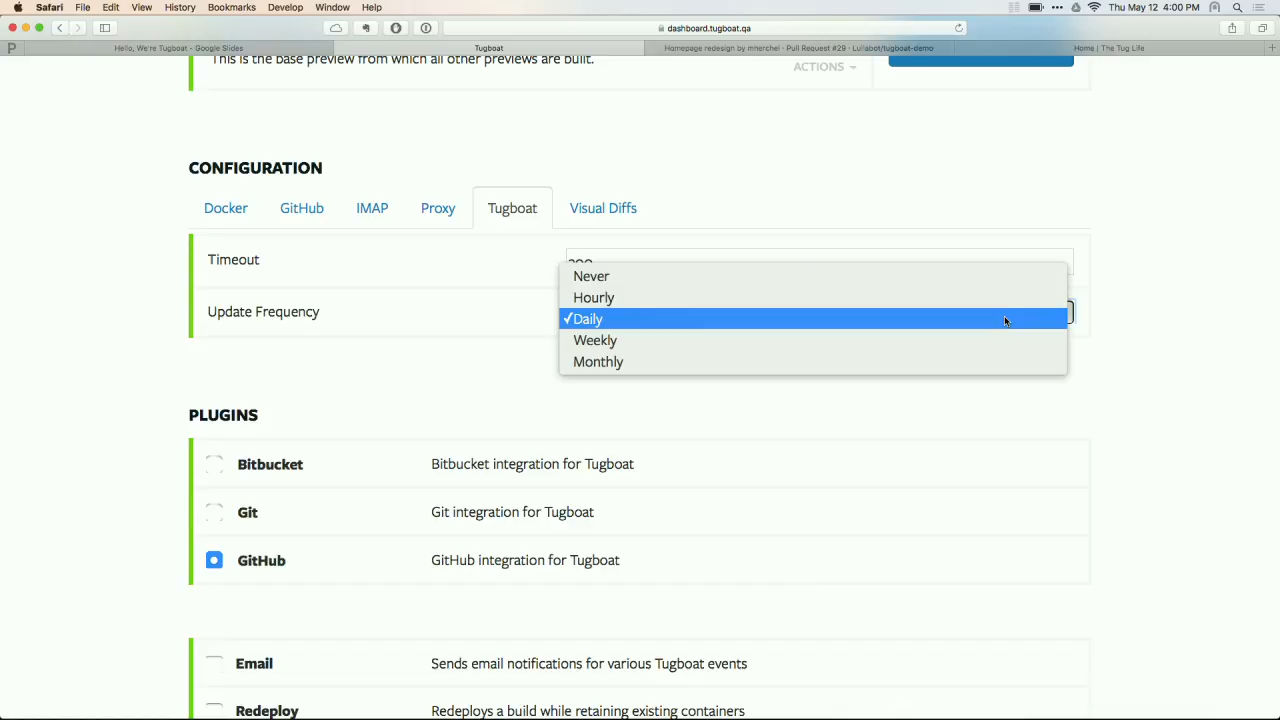 Safari File Edit View History Bookmarks Develop Window Help Thu May 12 4:00 PM
dashboard.tugboat.qa
Hello, We're Tugboat - Google Slides Tugboat Homepage redesign by mherchel · Pull Request #29 · Lullabot/tugboat-demo Home | The Tug Life
This is the base preview from which all other previews are built.
ACTIONS
CONFIGURATION
Docker GitHub IMAP Proxy Tugboat Visual Diffs
Timeout
Never
Hourly
Update Frequency
✓Daily
Weekly
Monthly
PLUGINS
Bitbucket Bitbucket integration for Tugboat
Git Git integration for Tugboat
GitHub GitHub integration for Tugboat
Email Sends email notifications for various Tugboat events
Redeploy Redeploys a build while retaining existing containers